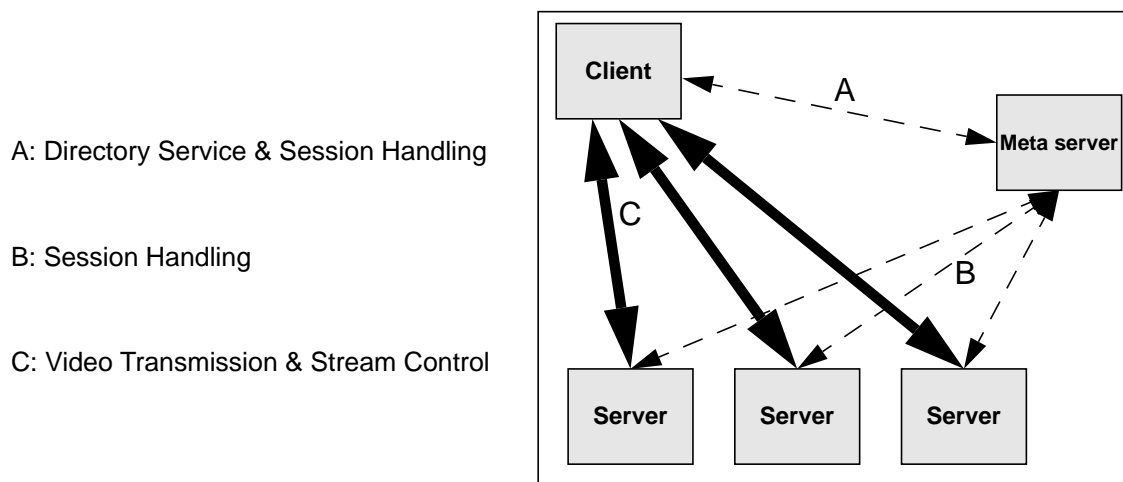 A: Directory Service & Session Handling
B: Session Handling
C: Video Transmission & Stream Control
Client
A
Meta server
C
B
Server
Server
Server